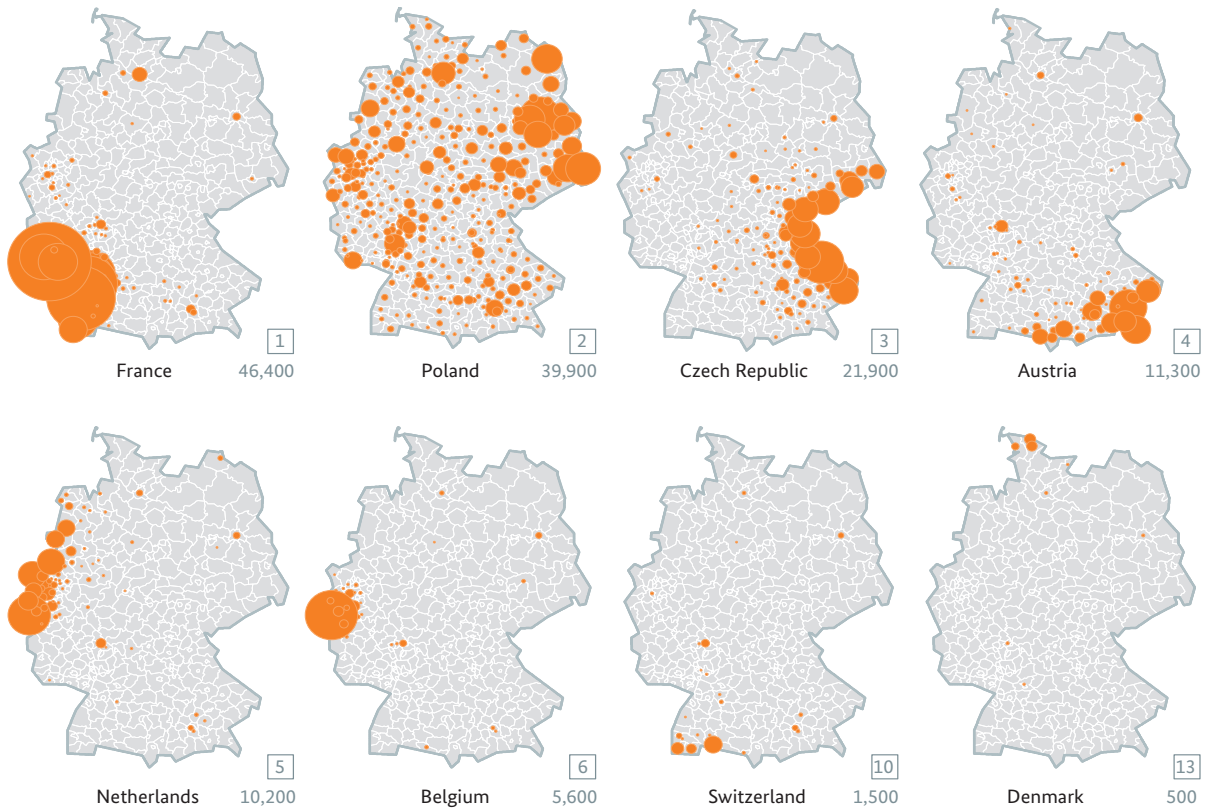 1 2 3 4
France 46,400 Poland 39,900 Czech Republic 21,900 Austria 11,300
5 6 10 13
Netherlands 10,200 Belgium 5,600 Switzerland 1,500 Denmark 500